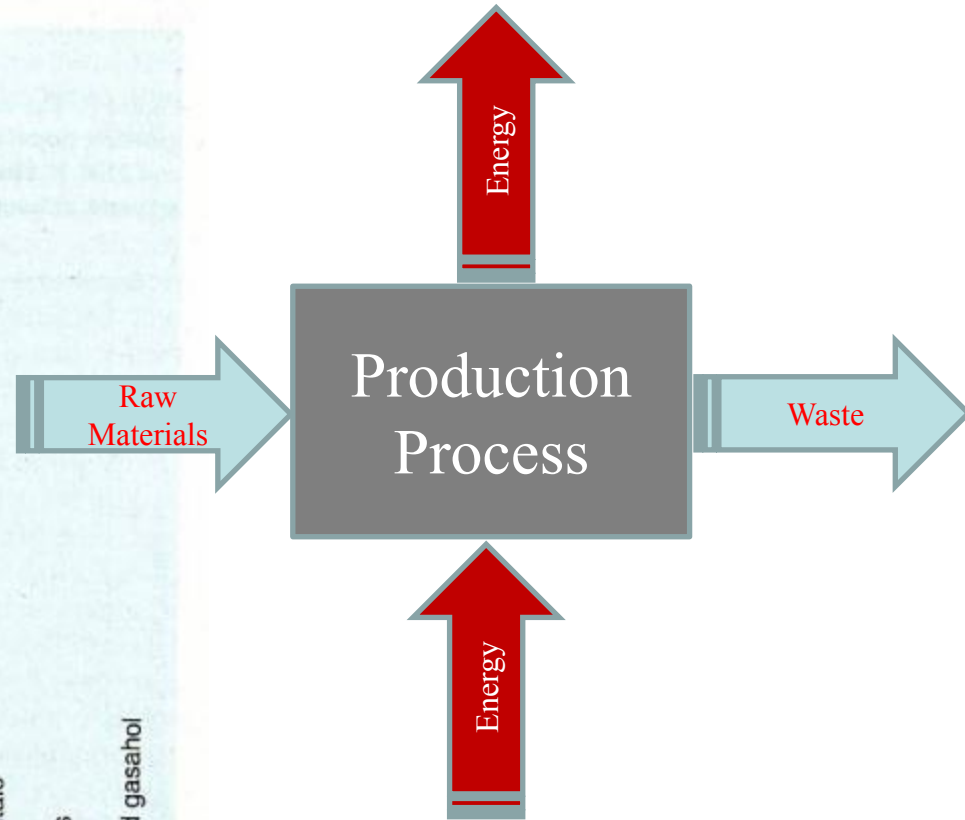 Energy
Raw
Materials
Production
Process
Waste
Energy
gasahol